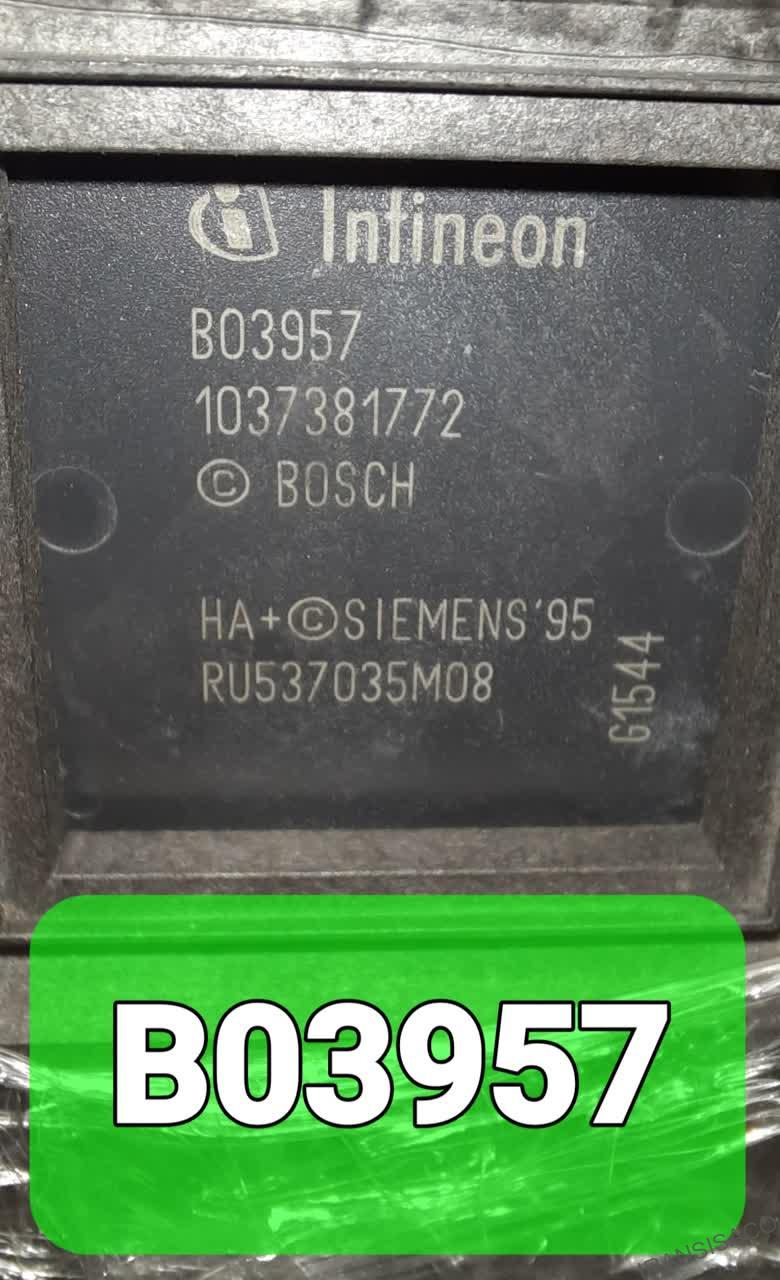 Infineon
B03957
1037381772
© BOSCH
HA+©SIEMENS'95
RU537035M08
G1544
B03957